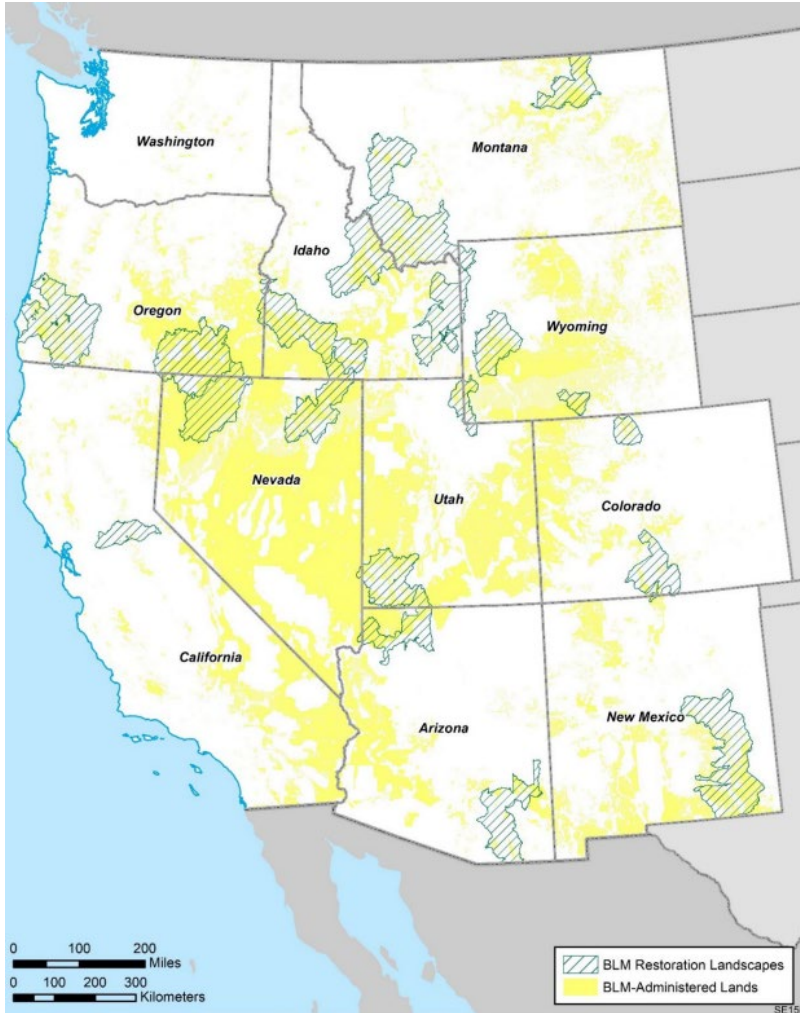 Washington
Montana
Idaho
Oregon
Wyoming
Nevada
Utah
Colorado
California
Arizona
New Mexico
0 100 200
Miles
0 100 200 300
Kilometers
BLM Restoration Landscapes
BLM-Administered Lands
SE15